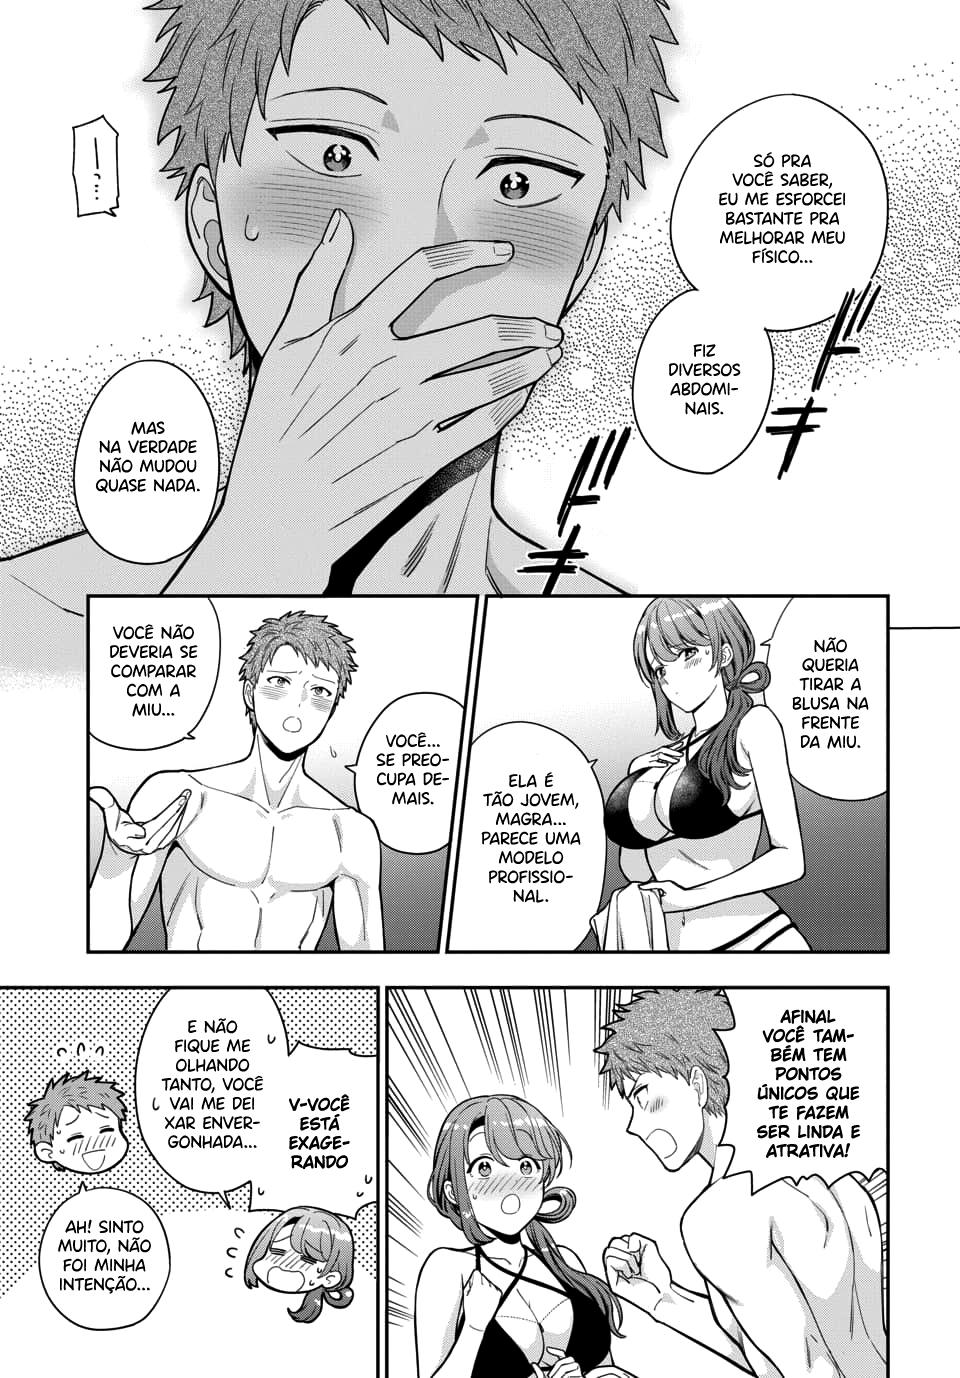 SÓ PRA
VOCÊ SABER,
EU ME ESFORCEI
BASTANTE PRA
MELHORAR MEU
FÍSICO...
FIZ
DIVERSOS
ABDOMI-
NAIS.
MAS
NA VERDADE
NÃO MUDOU
QUASE NADA.
NÃO
QUERIA
TIRAR A
BLUSA NA
FRENTE
DA MIU.
ELA É
TÃO JOVEM,
MAGRA...
PARECE UMA
MODELO
PROFISSIO-
NAL.
VOCÊ...
SE PREO-
CUPA DE-
MAIS.
VOCÊ NÃO
DEVERIA SE
COMPARAR
COM A
MIU...
AFINAL
VOCÊ TAM-
BÉM TEM
PONTOS
ÚNICOS QUE
TE FAZEM
SER LINDA E
ATRATIVA!
V-VOCÊ
ESTÁ
EXAGE-
RANDO
E NÃO
FIQUE ME
OLHANDO
TANTO, VOCÊ
VAI ME DEI
XAR ENVER-
GONHADA...
AH! SINTO
MUITO, NÃO
FOI MINHA
INTENÇÃO...